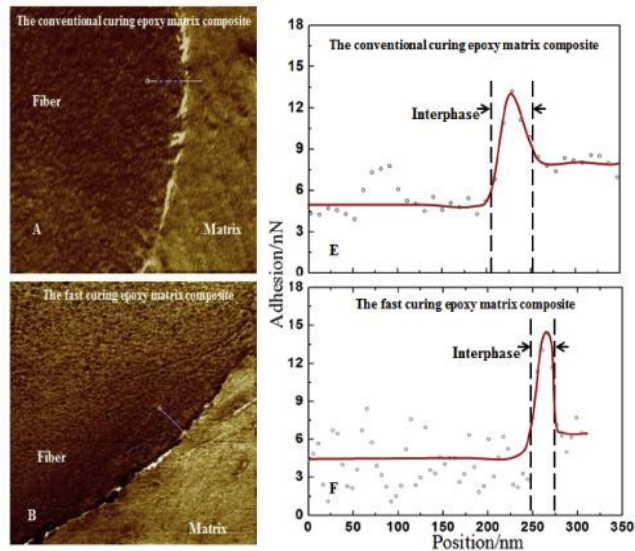 The conventional curing epoxy matrix composite
Fiber
A
Matrix
The fast curing epoxy matrix composite
Fiber
B
Matrix
Adhesion/nN
18
15
12
9
6
3
0
The conventional curing epoxy matrix composite
Interphase
E
18
15
12
9
6
3
0
The fast curing epoxy matrix composite
Interphase
F
0 50 100 150 200 250 300 350
Position/nm